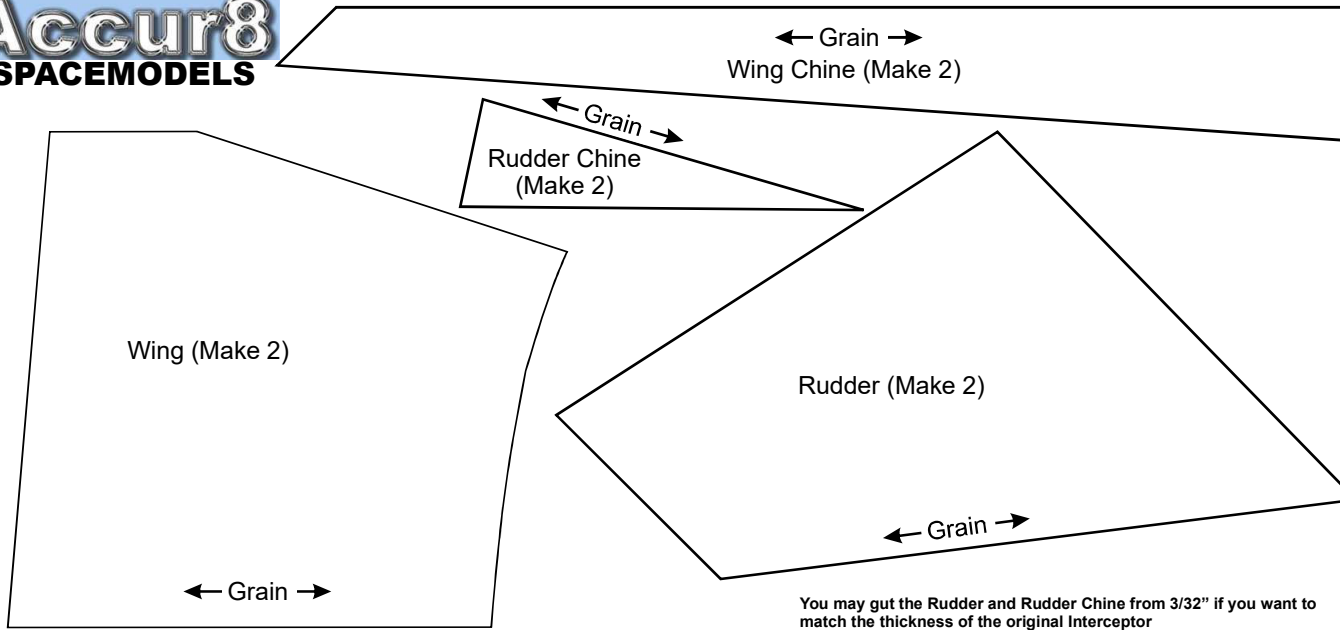 Accur8
SPACEMODELS
Grain
Wing Chine (Make 2)
Grain
Rudder Chine
(Make 2)
Wing (Make 2)
Rudder (Make 2)
Grain
Grain
You may gut the Rudder and Rudder Chine from 3/32” if you want to
match the thickness of the original Interceptor